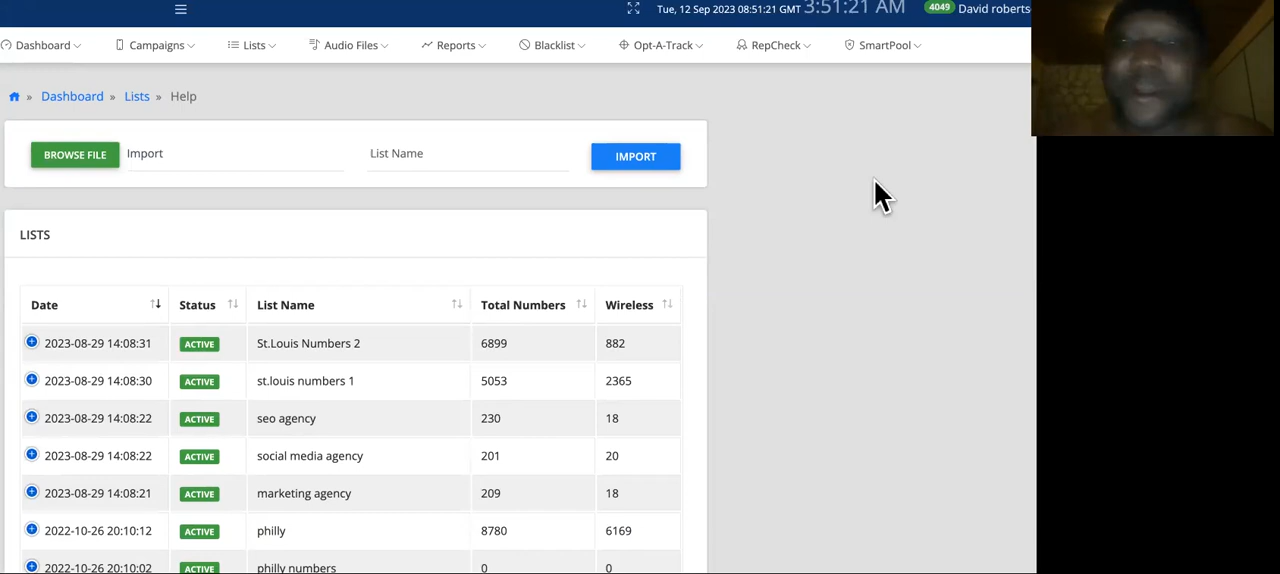 Tue, 12 Sep 2023 08:51:21 GMT 3:51:21 AM 4049 David roberts
Dashboard Campaigns Lists Audio Files Reports Blacklist Opt-A-Track RepCheck SmartPool
» Dashboard » Lists » Help
BROWSE FILE Import List Name IMPORT
LISTS
Date Status List Name Total Numbers Wireless
2023-08-29 14:08:31 ACTIVE St.Louis Numbers 2 6899 882
2023-08-29 14:08:30 ACTIVE st.louis numbers 1 5053 2365
2023-08-29 14:08:22 ACTIVE seo agency 230 18
2023-08-29 14:08:22 ACTIVE social media agency 201 20
2023-08-29 14:08:21 ACTIVE marketing agency 209 18
2022-10-26 20:10:12 ACTIVE philly 8780 6169
2022-10-26 20:10:02 ACTIVE philly numbers 0 0